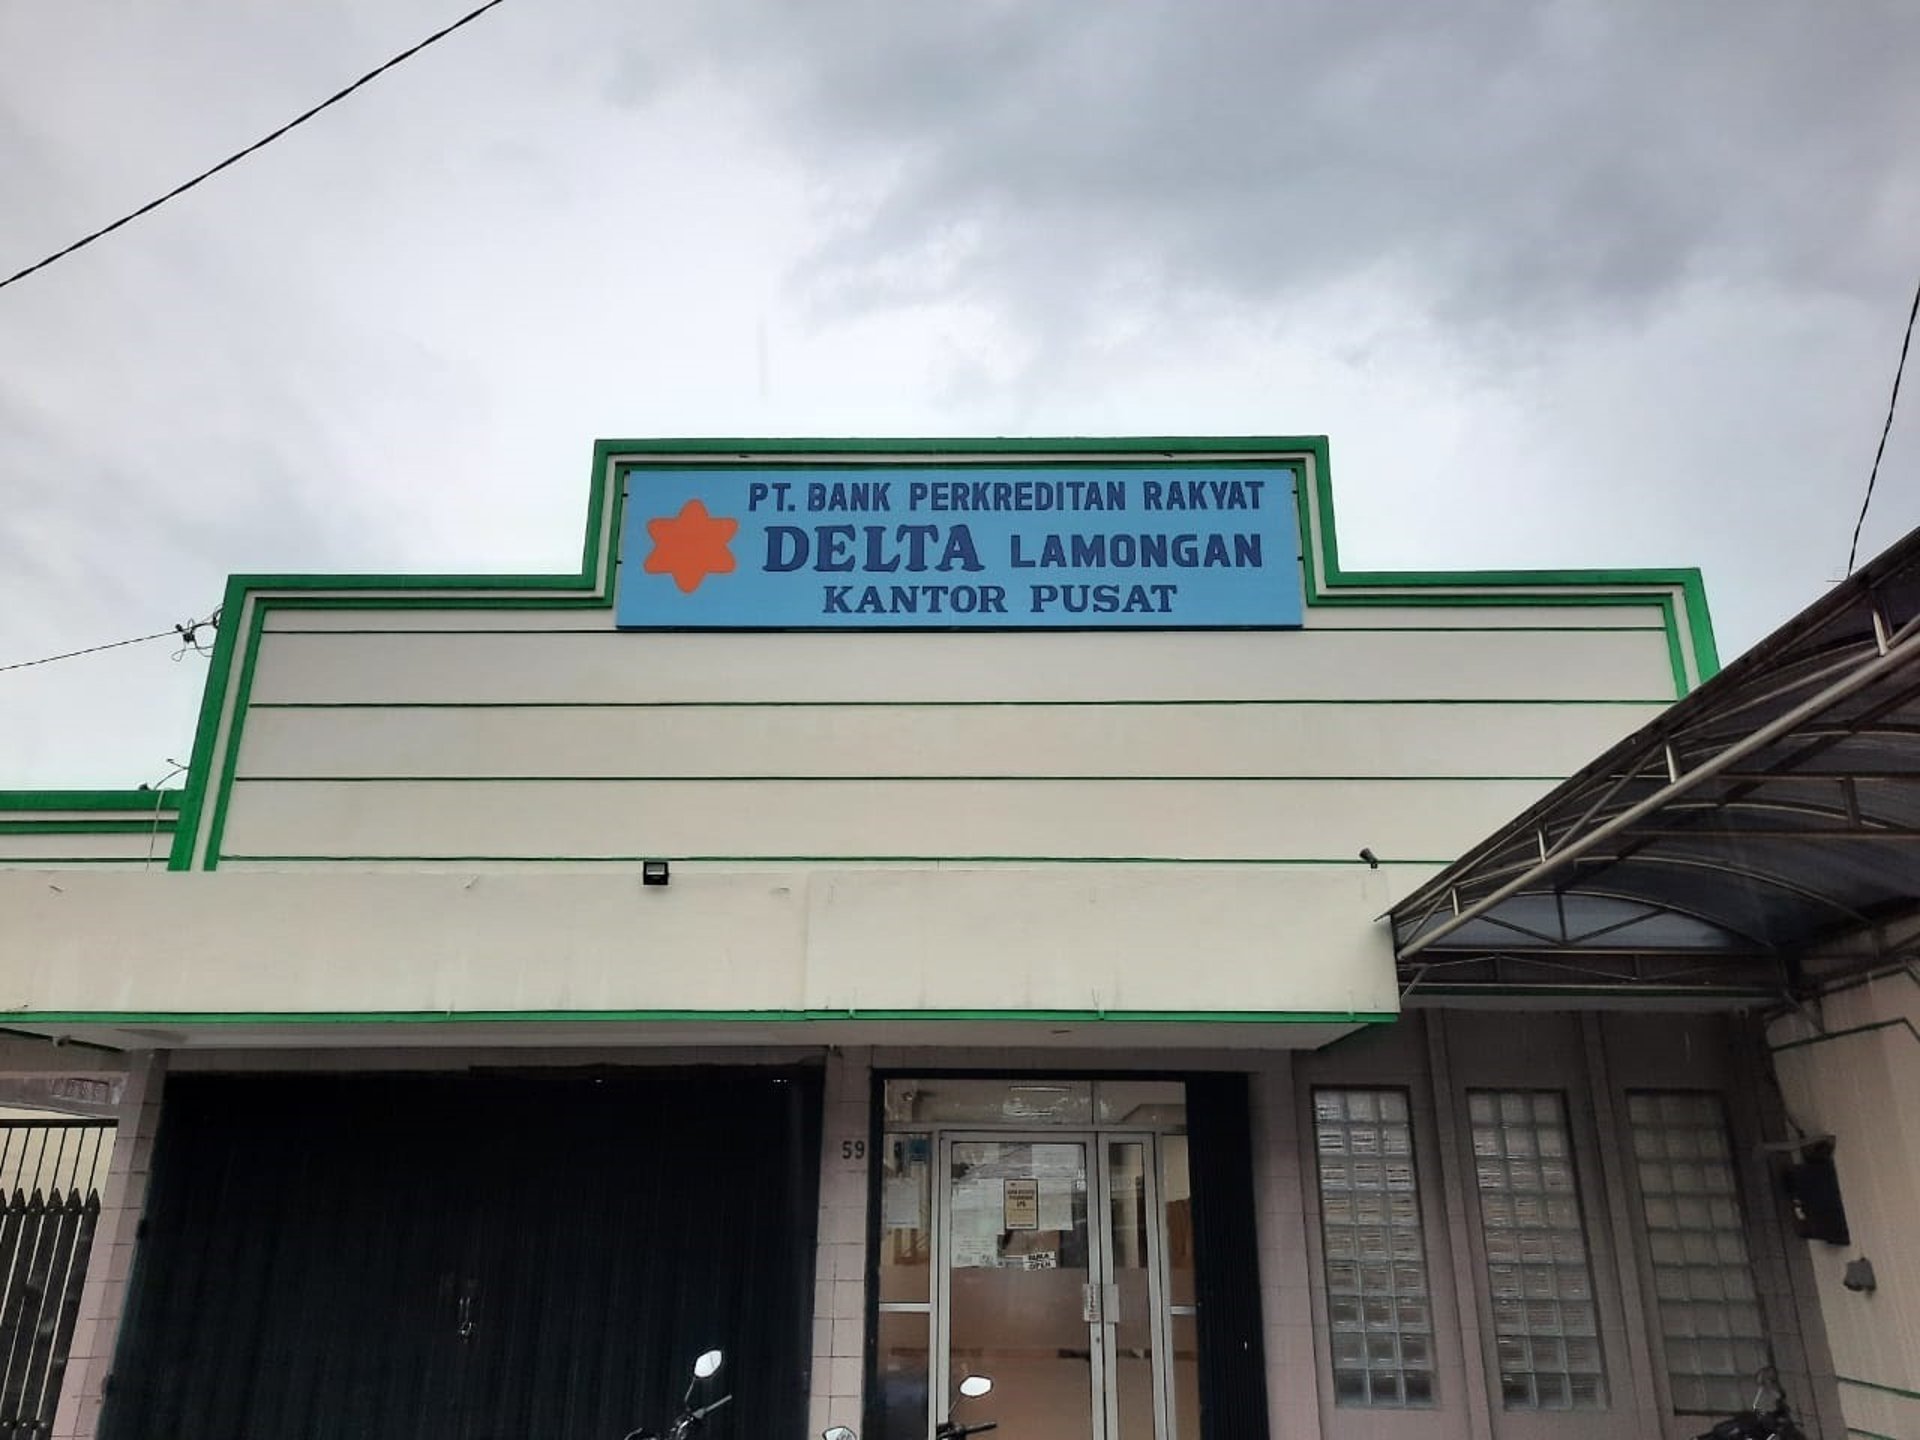 PT. BANK PERKREDITAN RAKYAT
DELTA LAMONGAN
KANTOR PUSAT
59